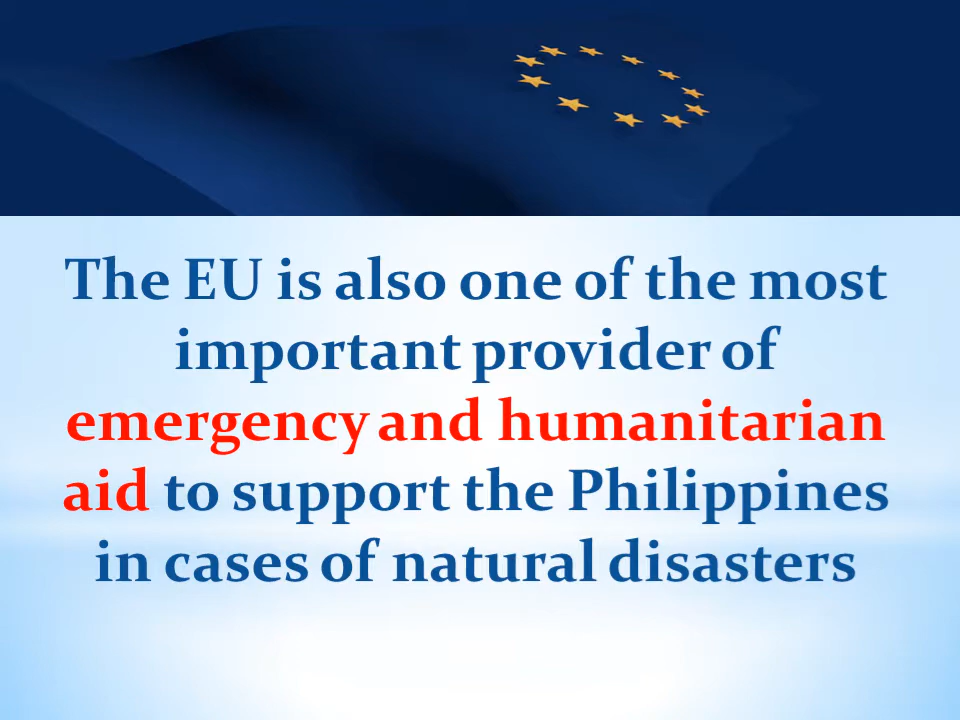 The EU is also one of the most
important provider of
emergency and humanitarian
aid to support the Philippines
in cases of natural disasters